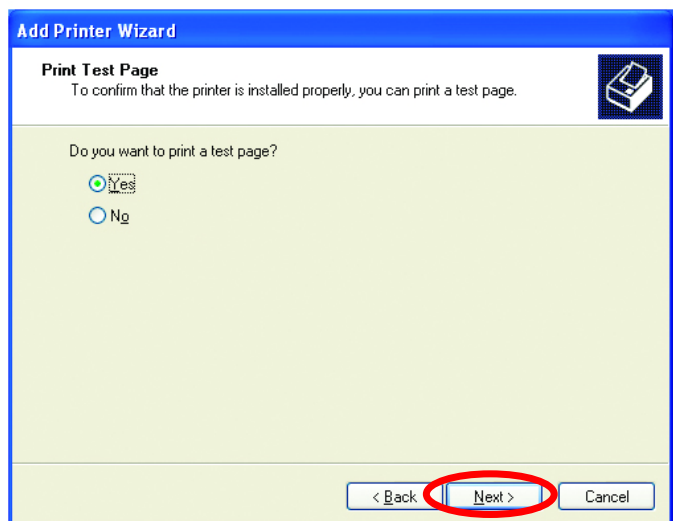 Add Printer Wizard
Print Test Page
To confirm that the printer is installed properly, you can print a test page.
Do you want to print a test page?
Yes
No
< Back
Next >
Cancel